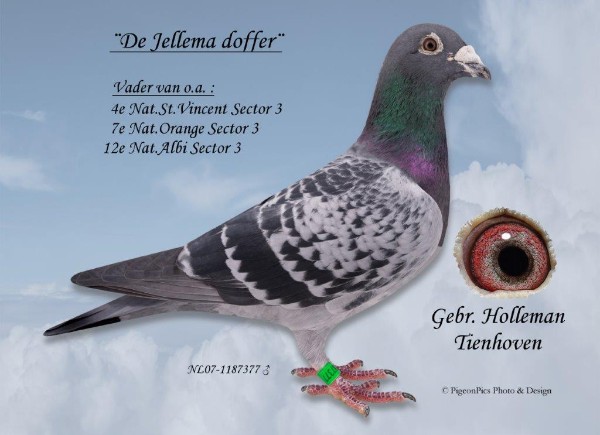 ¨De Jellema doffer¨
Vader van o.a. :
4e Nat.St.Vincent Sector 3
7e Nat.Orange Sector 3
12e Nat.Albi Sector 3
Gebr. Holleman
Tienhoven
NL07-1187377 ♂
© PigeonPics Photo & Design